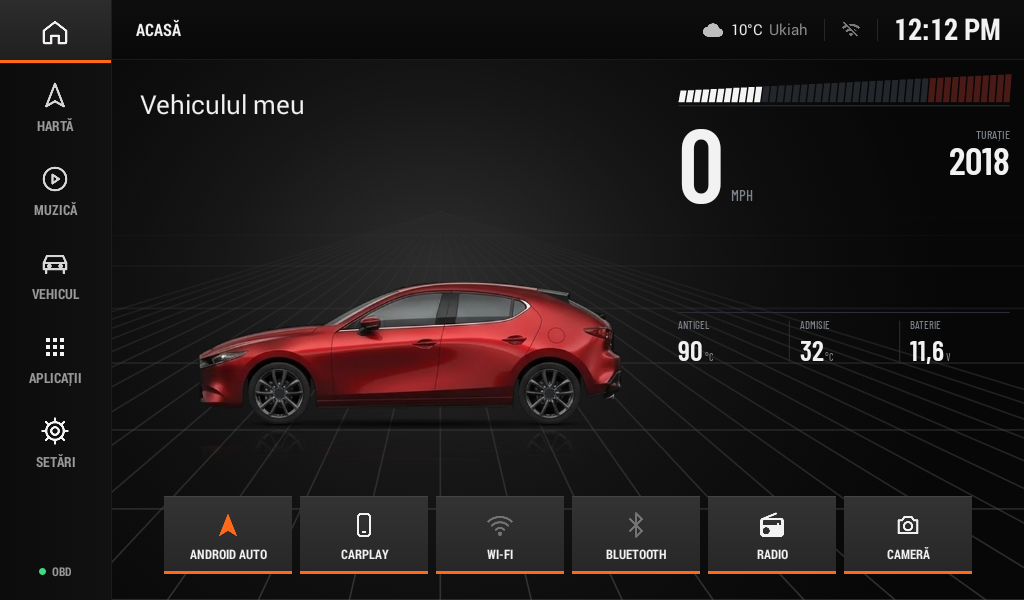 ACASĂ
10°C Ukiah
12:12 PM
HARTĂ
MUZICĂ
VEHICUL
APLICAȚII
SETĂRI
OBD
Vehiculul meu
0 MPH
TURAȚIE
2018
ANTIGEL
90 °C
ADMISIE
32 °C
BATERIE
11,6 V
ANDROID AUTO
CARPLAY
WI-FI
BLUETOOTH
RADIO
CAMERĂ